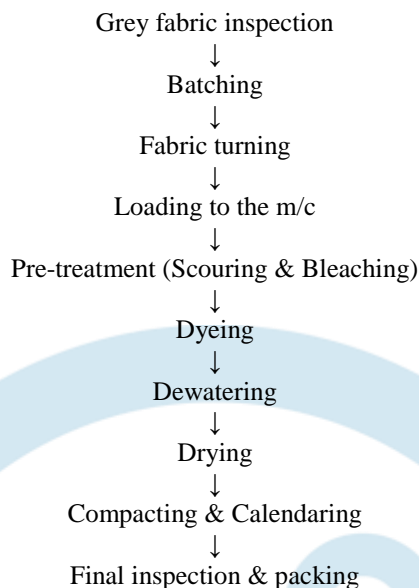 Grey fabric inspection
↓
Batching
↓
Fabric turning
↓
Loading to the m/c
↓
Pre-treatment (Scouring & Bleaching)
↓
Dyeing
↓
Dewatering
↓
Drying
↓
Compacting & Calendaring
↓
Final inspection & packing